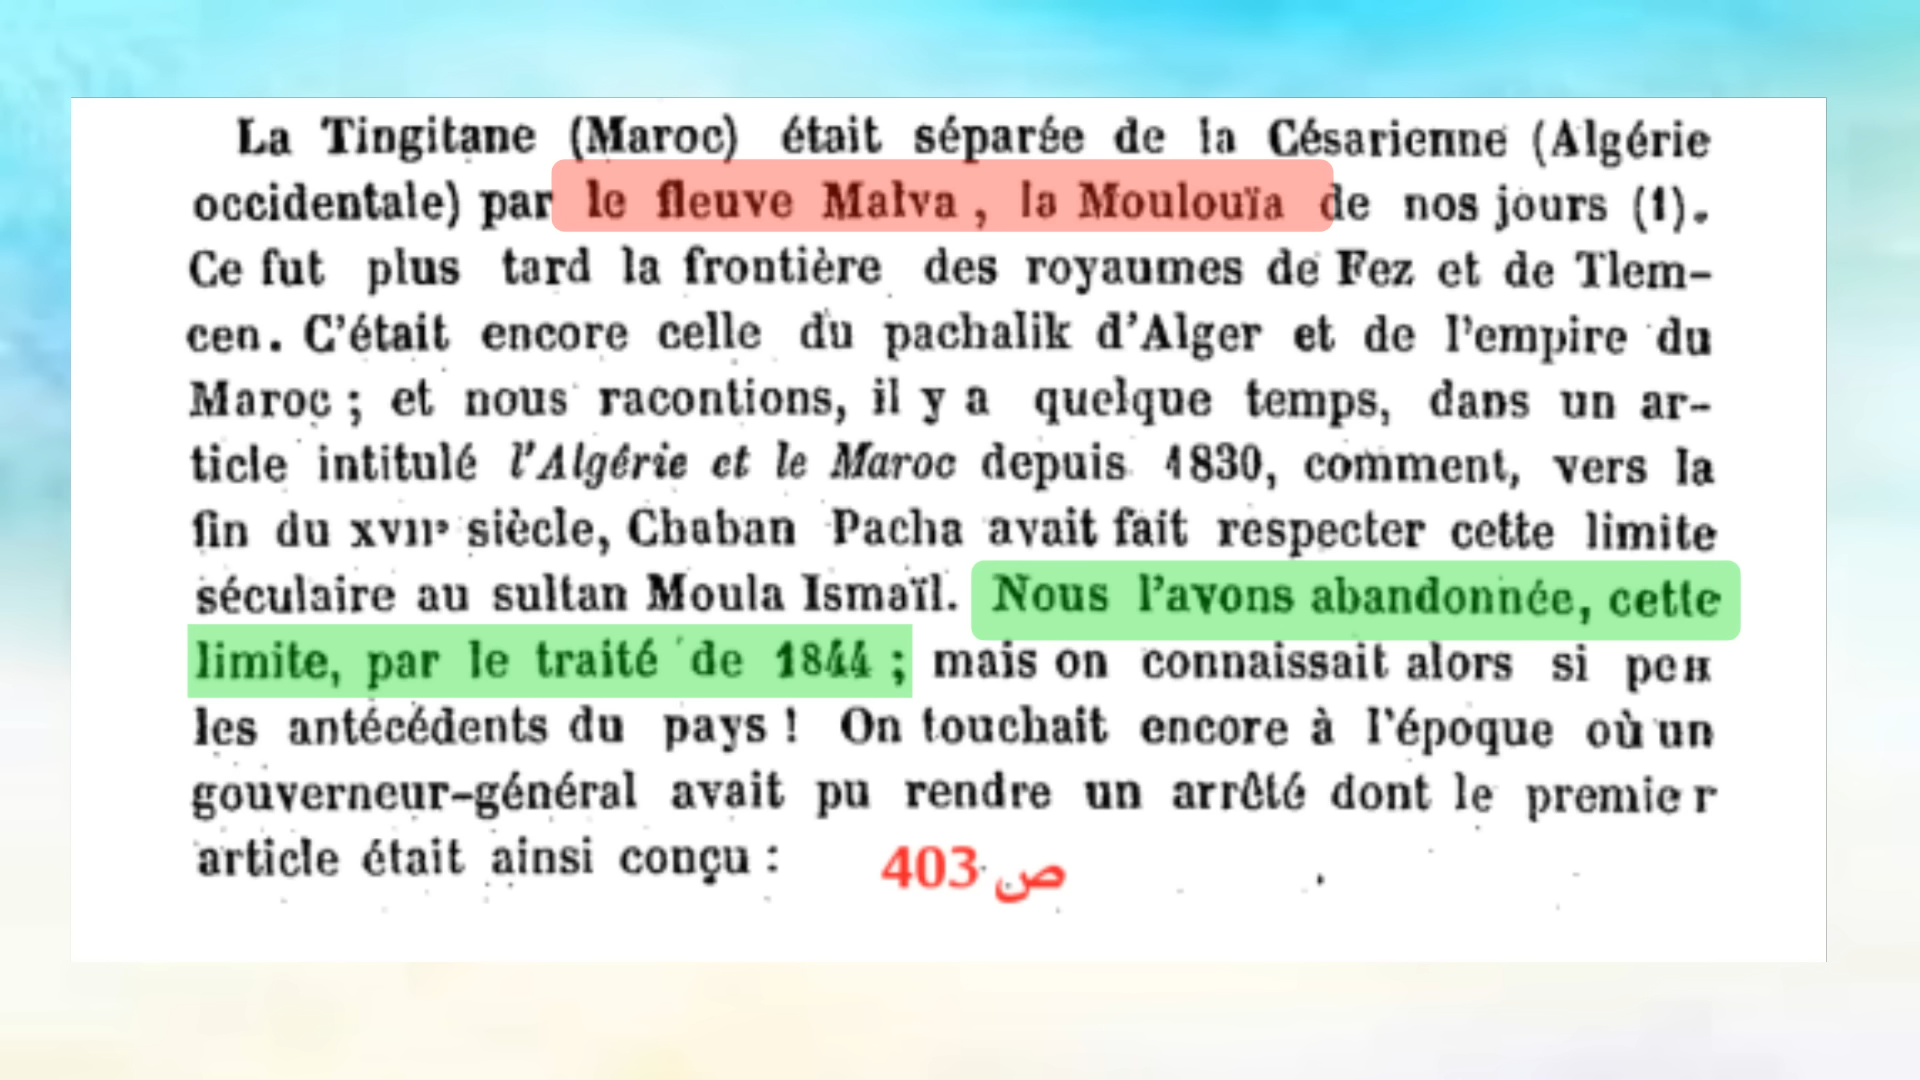 La Tingitane (Maroc) était séparée de la Césarienne (Algérie
occidentale) par le fleuve Malva, la Moulouïa de nos jours (1).
Ce fut plus tard la frontière des royaumes de Fez et de Tlem-
cen. C'était encore celle du pachalik d'Alger et de l'empire du
Maroc ; et nous racontions, il y a quelque temps, dans un ar-
ticle intitulé l'Algérie et le Maroc depuis 1830, comment, vers la
fin du XVIIe siècle, Chaban Pacha avait fait respecter cette limite
séculaire au sultan Moula Ismaïl. Nous l'avons abandonnée, cette
limite, par le traité de 1844 ; mais on connaissait alors si peu
les antécédents du pays ! On touchait encore à l'époque où un
gouverneur-général avait pu rendre un arrêté dont le premier
article était ainsi conçu :
ص 403